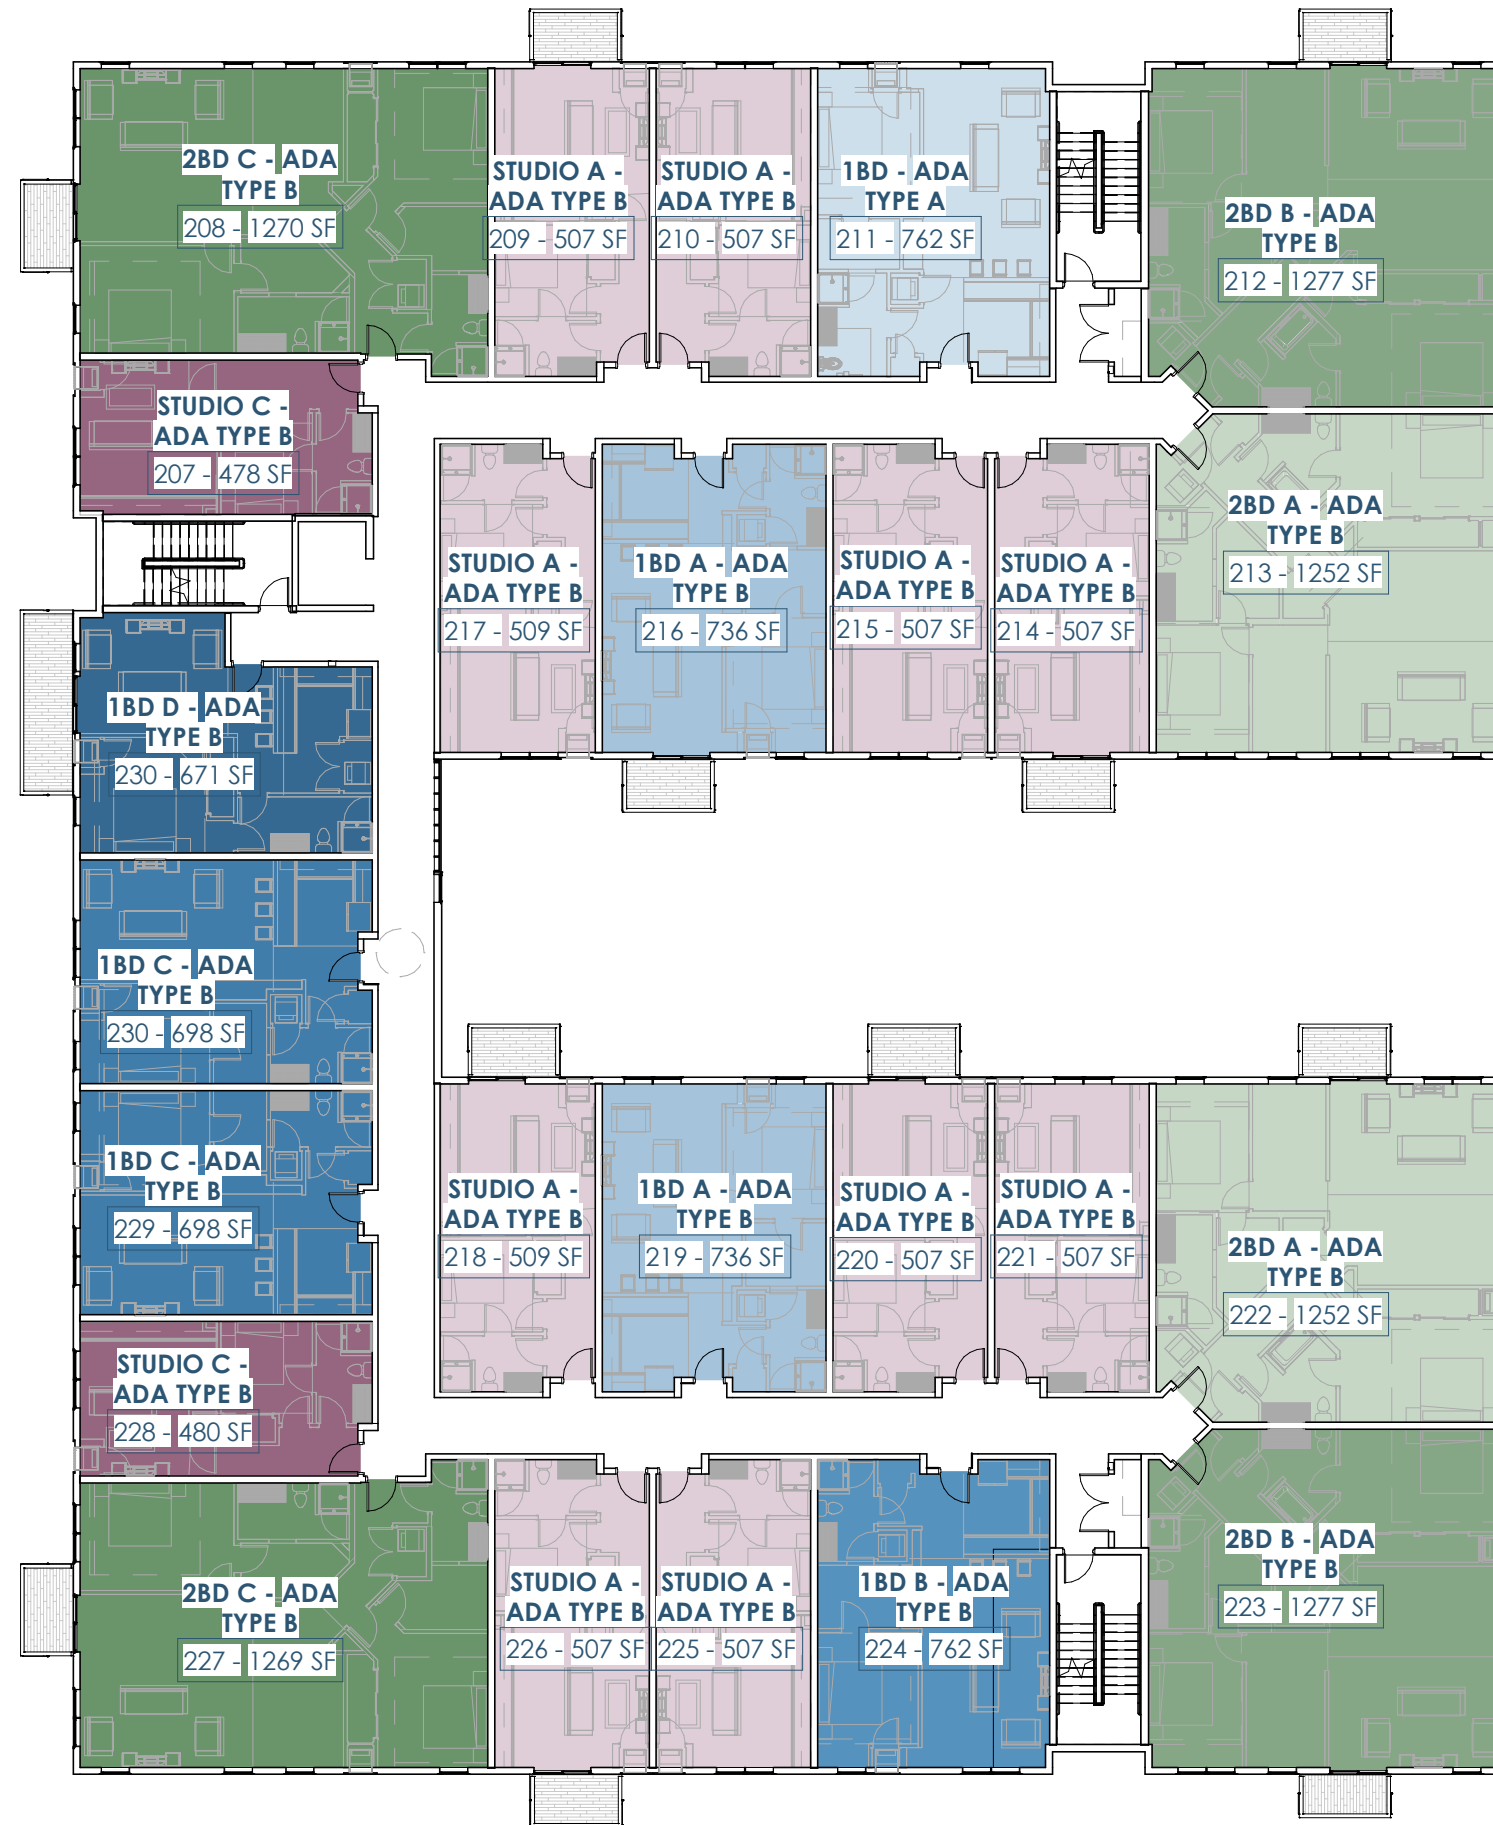 2BD C - ADA
TYPE B
208 - 1270 SF
STUDIO A -
ADA TYPE B
209 - 507 SF
STUDIO A -
ADA TYPE B
210 - 507 SF
1BD - ADA
TYPE A
211 - 762 SF
2BD B - ADA
TYPE B
212 - 1277 SF
STUDIO C -
ADA TYPE B
207 - 478 SF
STUDIO A -
ADA TYPE B
217 - 509 SF
1BD A - ADA
TYPE B
216 - 736 SF
STUDIO A -
ADA TYPE B
215 - 507 SF
STUDIO A -
ADA TYPE B
214 - 507 SF
2BD A - ADA
TYPE B
213 - 1252 SF
1BD D - ADA
TYPE B
230 - 671 SF
1BD C - ADA
TYPE B
230 - 698 SF
1BD C - ADA
TYPE B
229 - 698 SF
STUDIO A -
ADA TYPE B
218 - 509 SF
1BD A - ADA
TYPE B
219 - 736 SF
STUDIO A -
ADA TYPE B
220 - 507 SF
STUDIO A -
ADA TYPE B
221 - 507 SF
2BD A - ADA
TYPE B
222 - 1252 SF
STUDIO C -
ADA TYPE B
228 - 480 SF
2BD C - ADA
TYPE B
227 - 1269 SF
STUDIO A -
ADA TYPE B
226 - 507 SF
STUDIO A -
ADA TYPE B
225 - 507 SF
1BD B - ADA
TYPE B
224 - 762 SF
2BD B - ADA
TYPE B
223 - 1277 SF